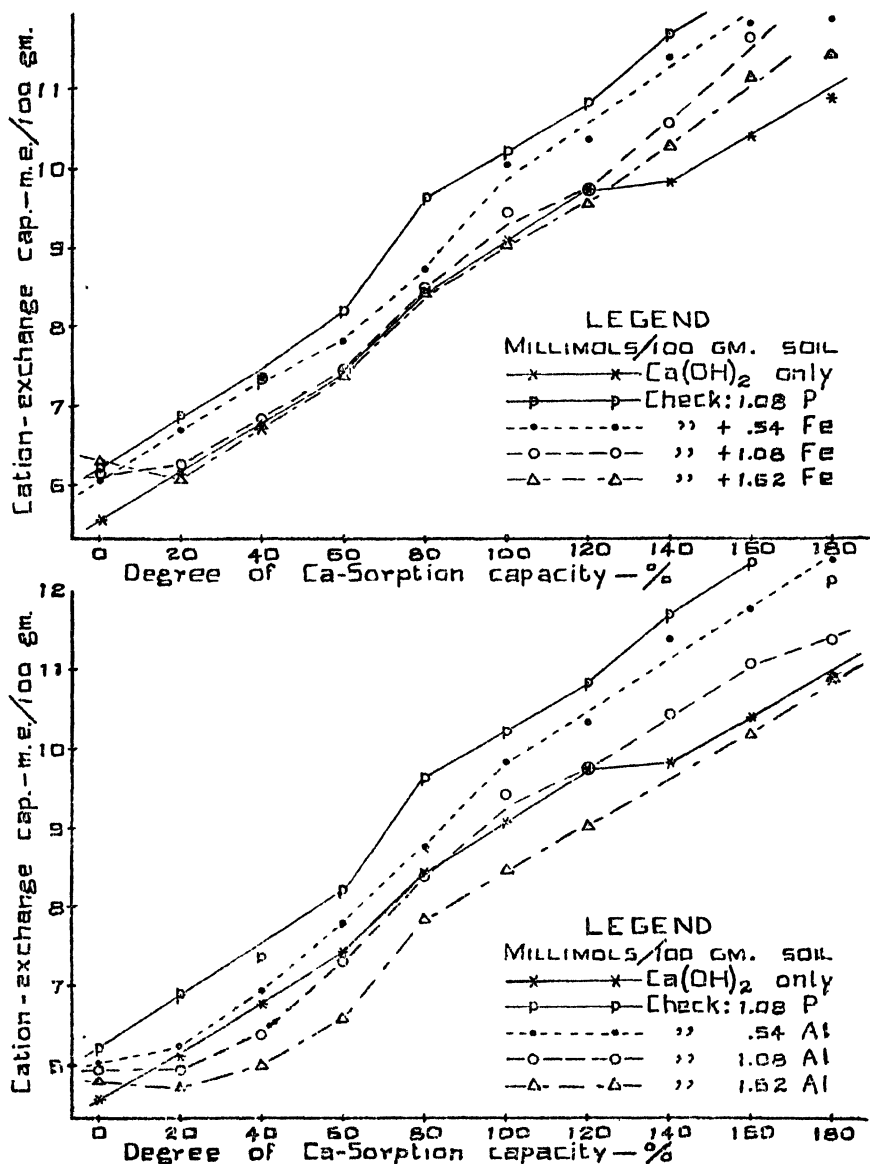 Cation-exchange cap.-m.e./100 gm.
11
10
9
8
7
6
LEGEND
MILLIMOLS/100 GM. SOIL
Ca(OH)₂ only
Check: 1.08 P
,, + .54 Fe
,, +1.08 Fe
,, +1.62 Fe
0 20 40 60 80 100 120 140 160 180
Degree of Ca-Sorption capacity-%
Cation-exchange cap.-m.e./100 gm.
12
11
10
9
8
7
6
LEGEND
MILLIMOLS/100 GM. SOIL
Ca(OH)₂ only
Check: 1.08 P
,, .54 Al
,, 1.08 Al
,, 1.62 Al
0 20 40 60 80 100 120 140 160 180
Degree of Ca-Sorption capacity-%